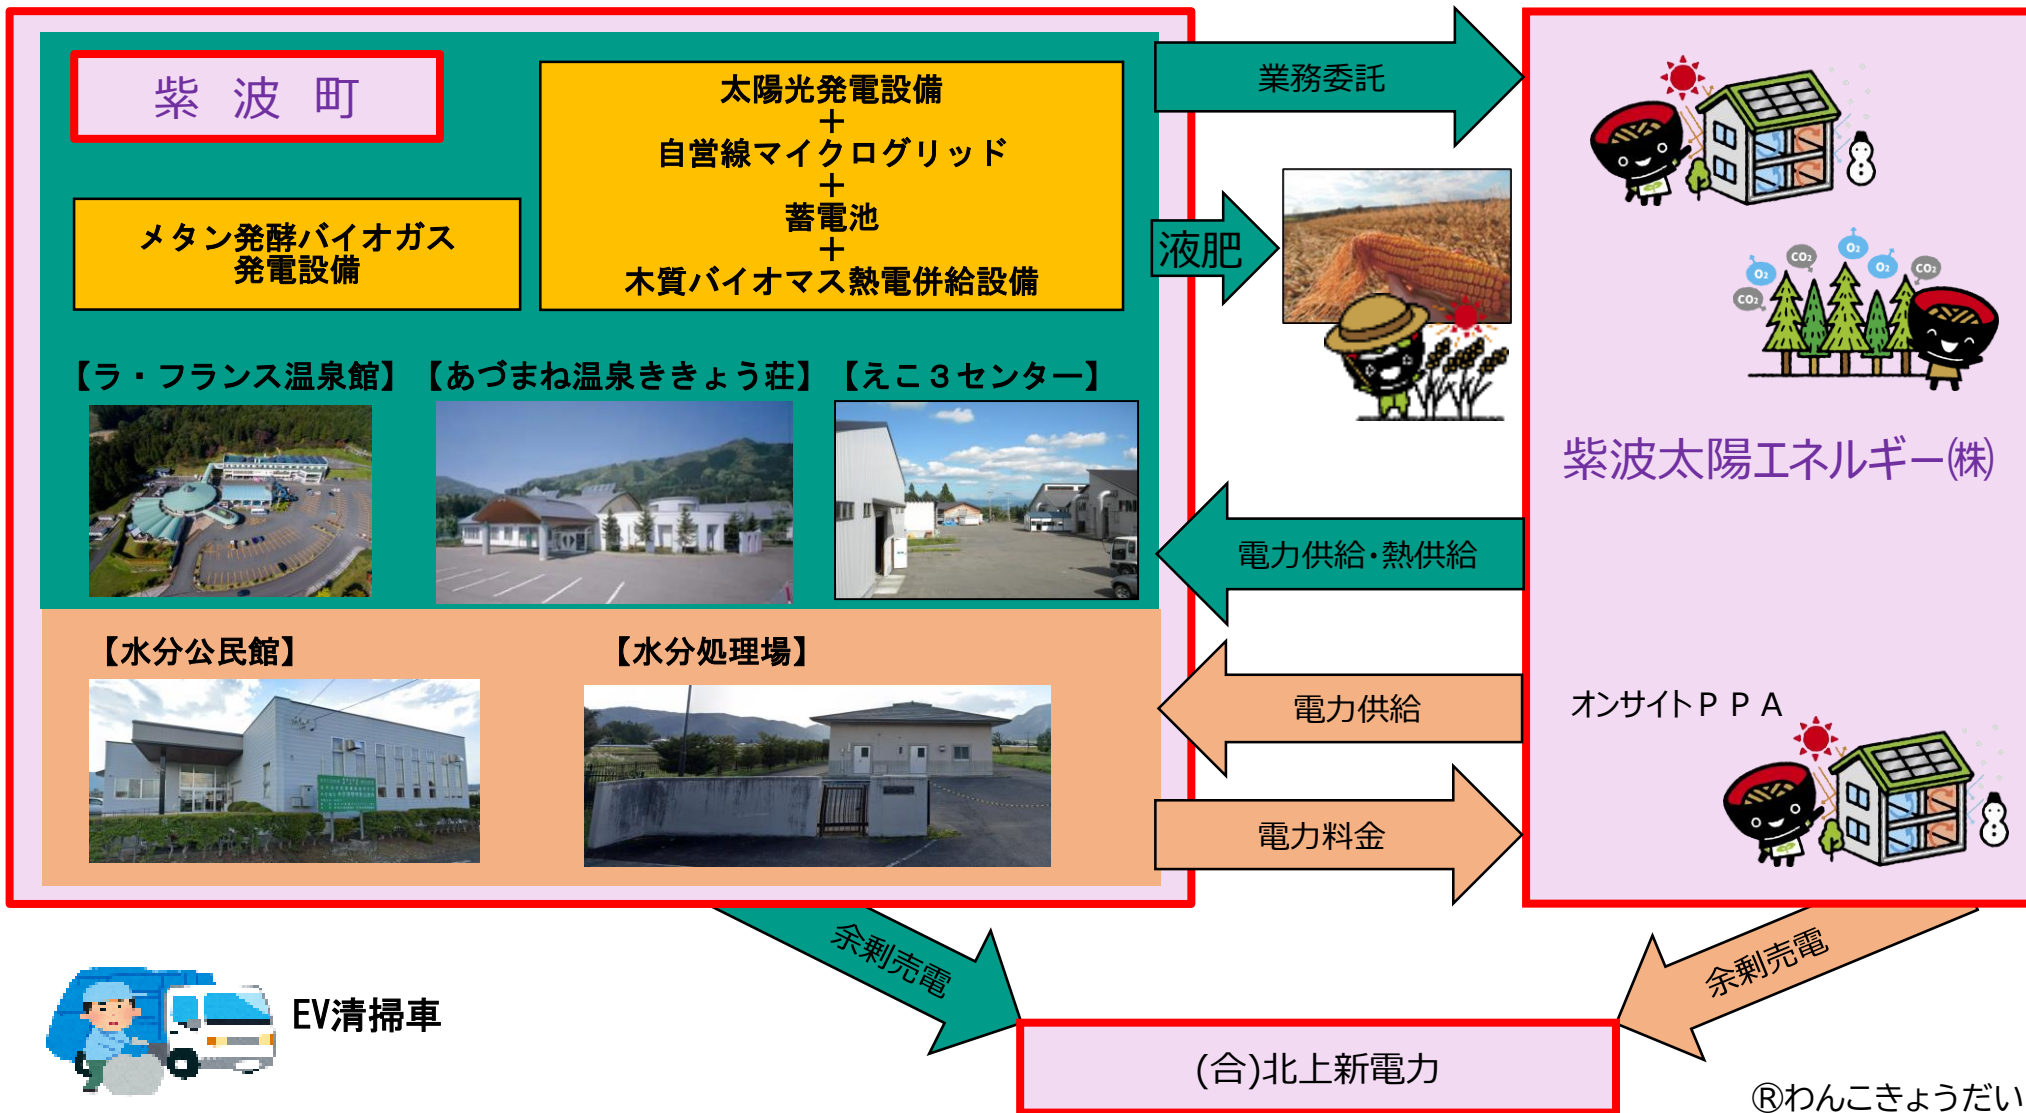 紫波町
太陽光発電設備
＋
自営線マイクログリッド
＋
蓄電池
＋
木質バイオマス熱電併給設備
メタン発酵バイオガス
発電設備
【ラ・フランス温泉館】
【あづまね温泉ききょう荘】
【えこ３センター】
【水分公民館】
【水分処理場】
業務委託
液肥
CO2
O2
CO2
O2
O2
CO2
O2
CO2
紫波太陽エネルギー㈱
電力供給・熱供給
電力供給
オンサイトＰＰＡ
電力料金
余剰売電
余剰売電
EV清掃車
(合)北上新電力
Ⓡわんこきょうだい